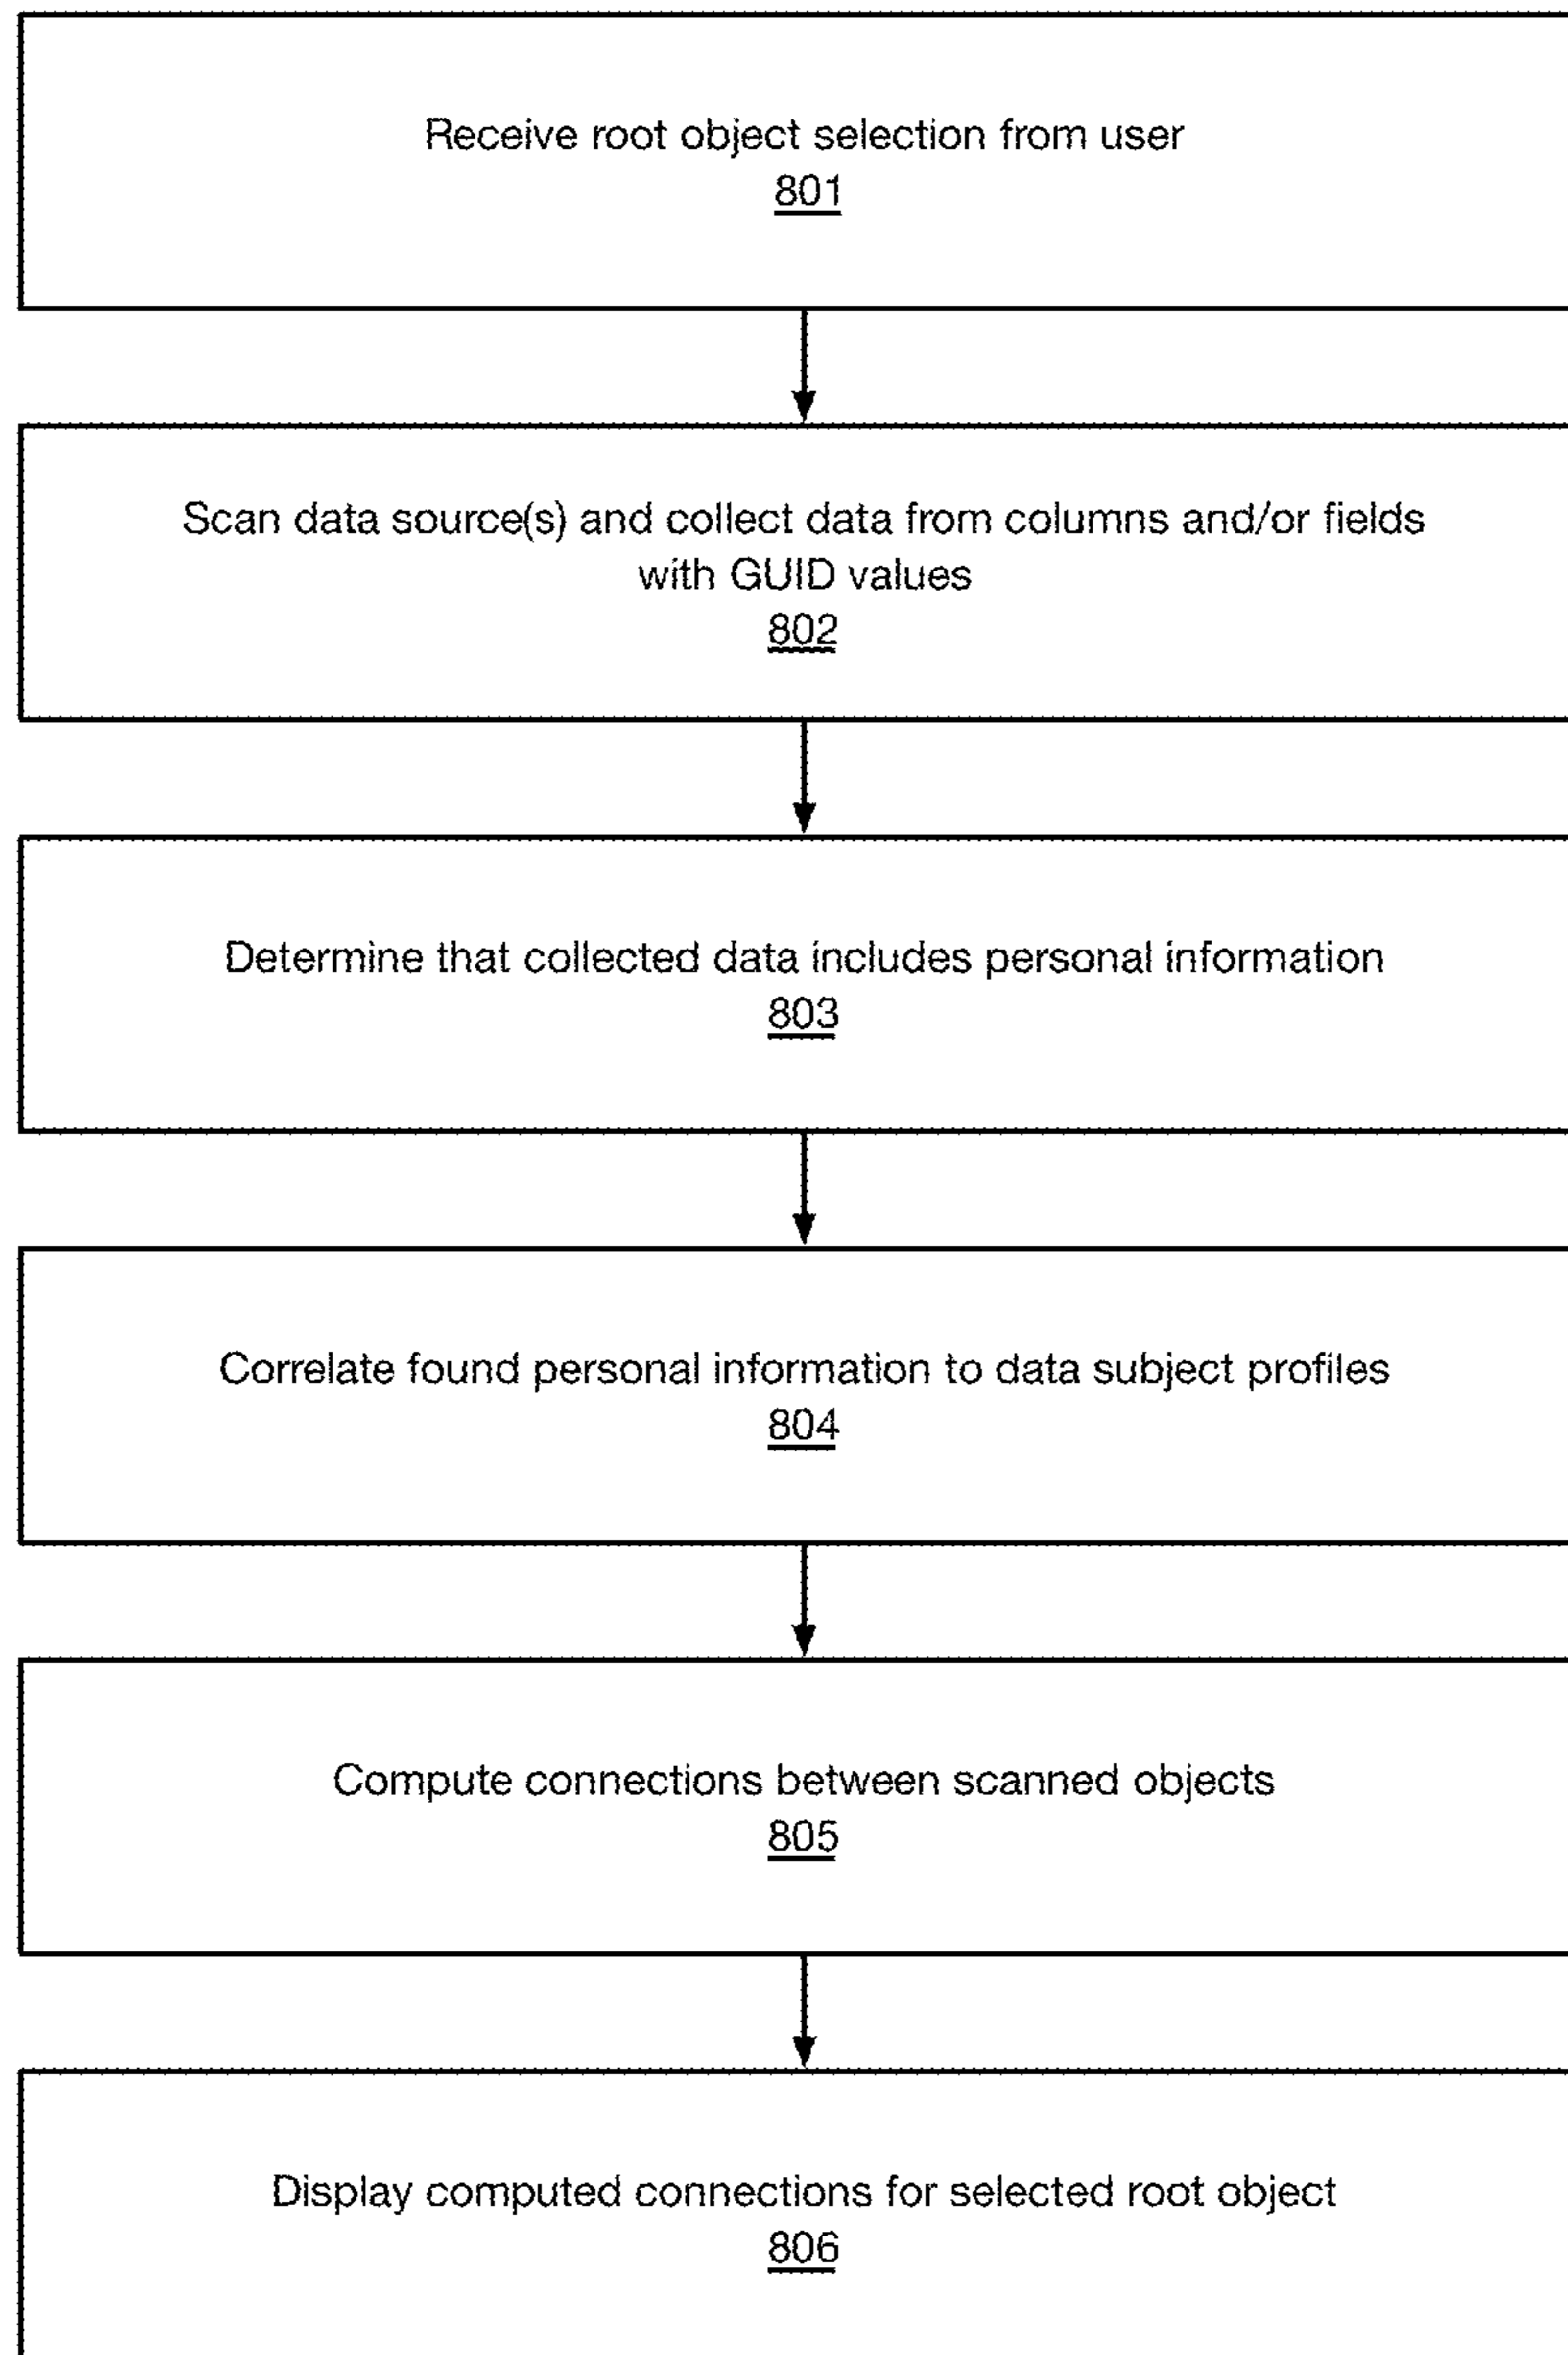 Receive root object selection from user
801
Scan data source(s) and collect data from columns and/or fields
with GUID values
802
Determine that collected data includes personal information
803
Correlate found personal information to data subject profiles
804
Compute connections between scanned objects
805
Display computed connections for selected root object
806